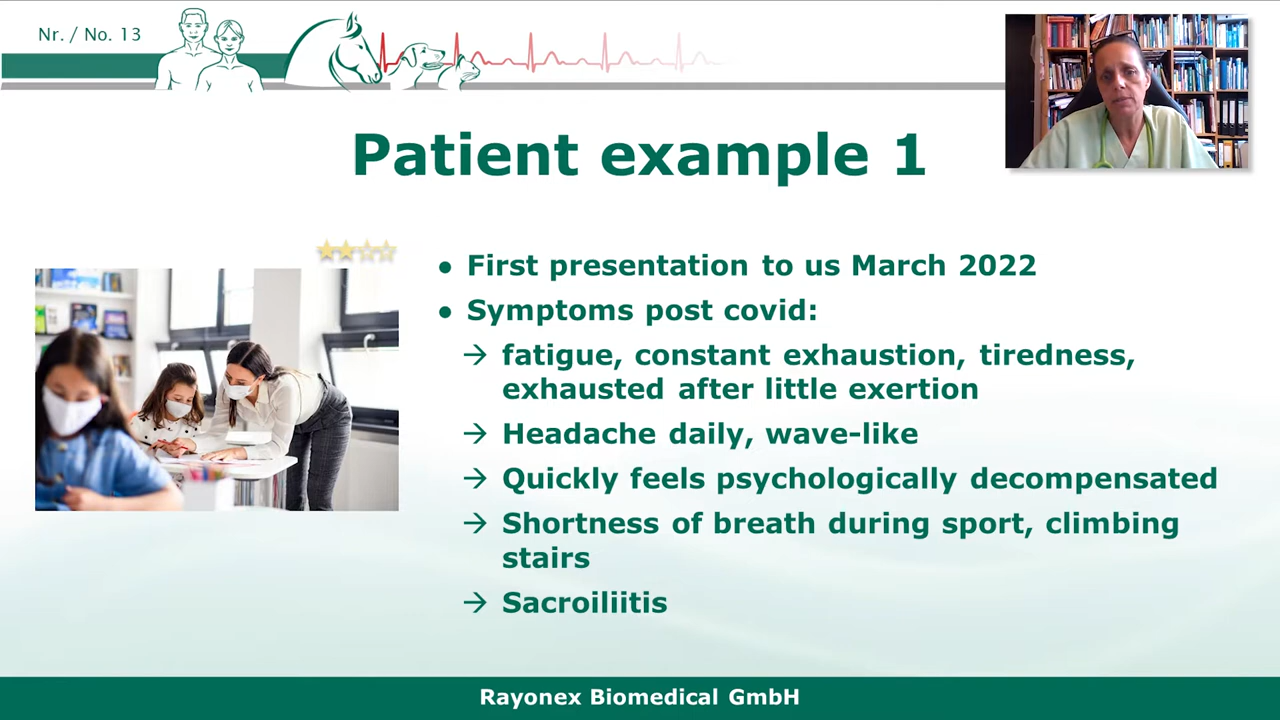 Nr. / No. 13
Patient example 1
● First presentation to us March 2022
● Symptoms post covid:
→ fatigue, constant exhaustion, tiredness,
exhausted after little exertion
→ Headache daily, wave-like
→ Quickly feels psychologically decompensated
→ Shortness of breath during sport, climbing
stairs
→ Sacroiliitis
Rayonex Biomedical GmbH